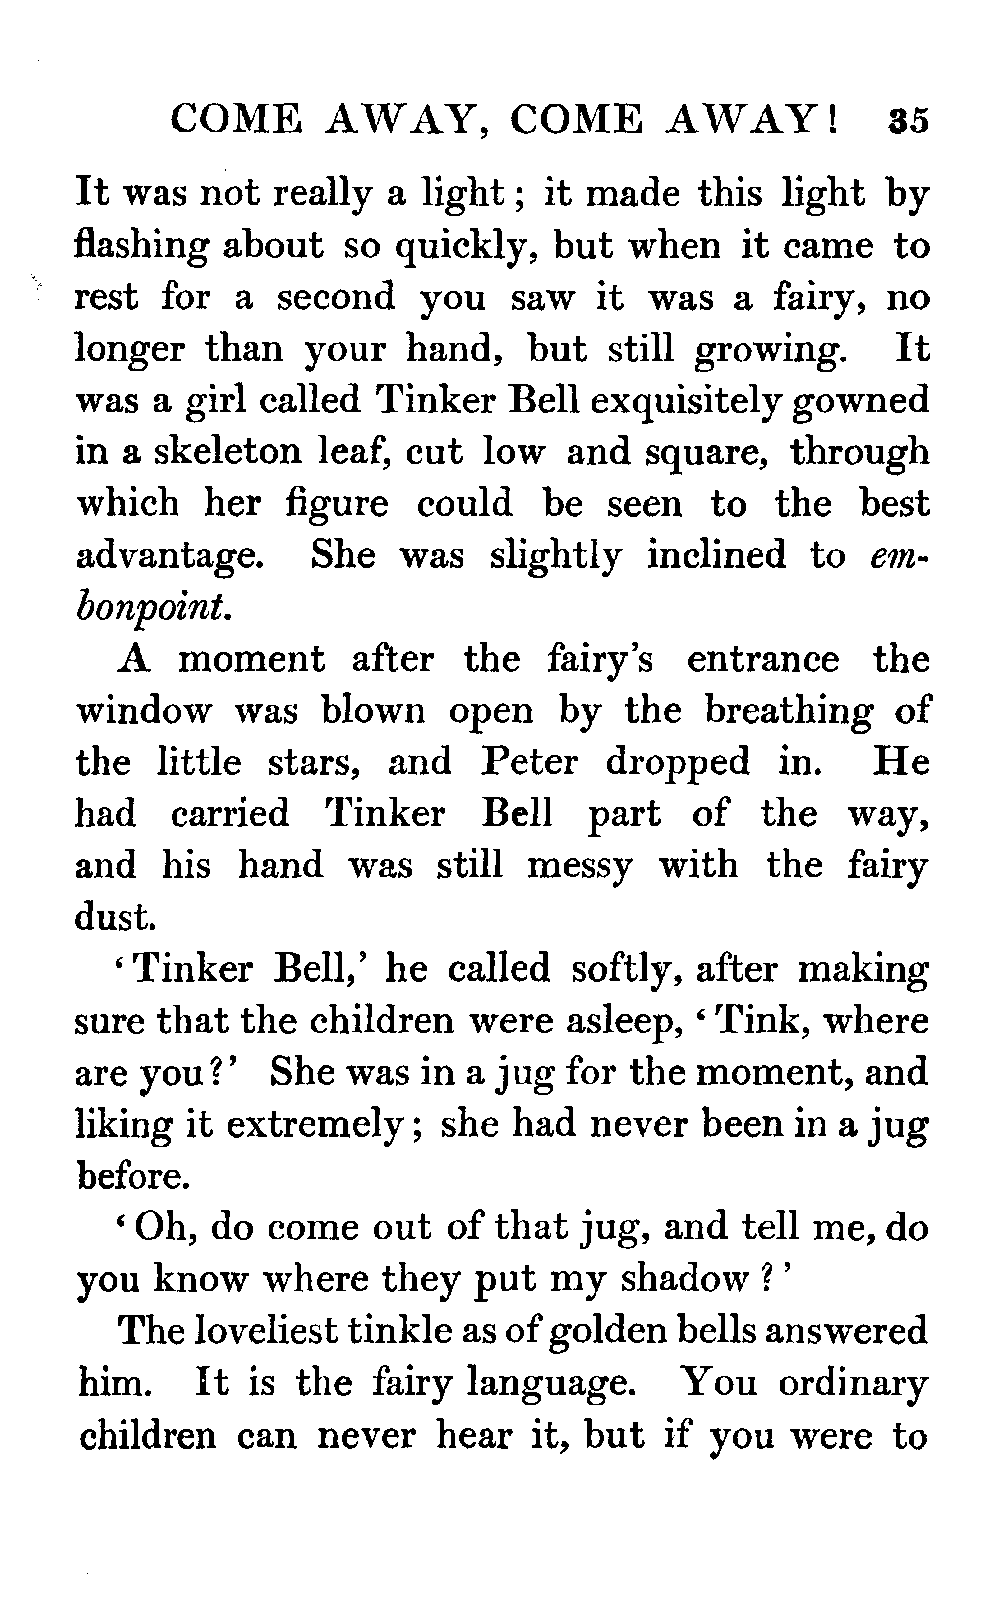 COME AWAY, COME AWAY! 35
It was not really a light; it made this light by
flashing about so quickly, but when it came to
rest for a second you saw it was a fairy, no
longer than your hand, but still growing. It
was a girl called Tinker Bell exquisitely gowned
in a skeleton leaf, cut low and square, through
which her figure could be seen to the best
advantage. She was slightly inclined to em-
bonpoint.
A moment after the fairy's entrance the
window was blown open by the breathing of
the little stars, and Peter dropped in. He
had carried Tinker Bell part of the way,
and his hand was still messy with the fairy
dust.
‘Tinker Bell,’ he called softly, after making
sure that the children were asleep, ‘Tink, where
are you?’ She was in a jug for the moment, and
liking it extremely; she had never been in a jug
before.
‘Oh, do come out of that jug, and tell me, do
you know where they put my shadow?’
The loveliest tinkle as of golden bells answered
him. It is the fairy language. You ordinary
children can never hear it, but if you were to